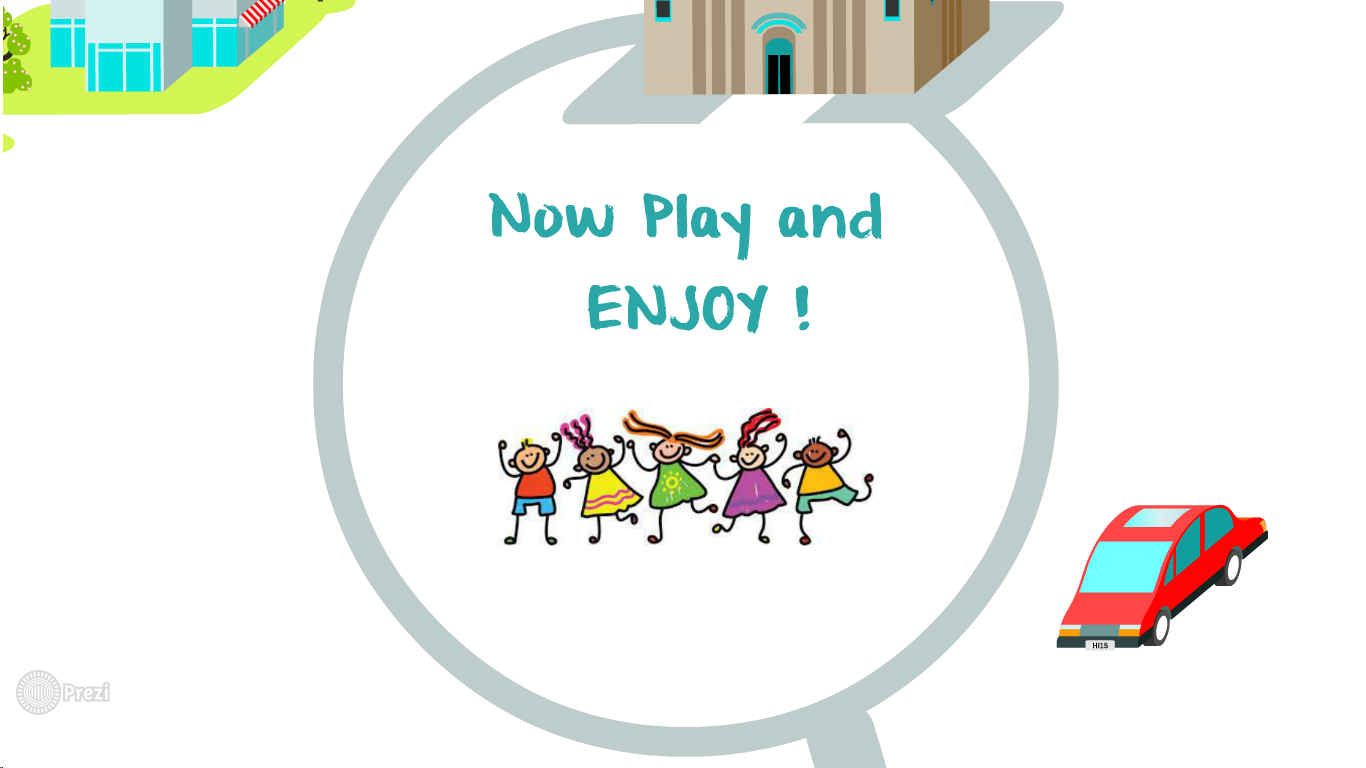 Now Play and
ENJOY !
HI15
Prezi